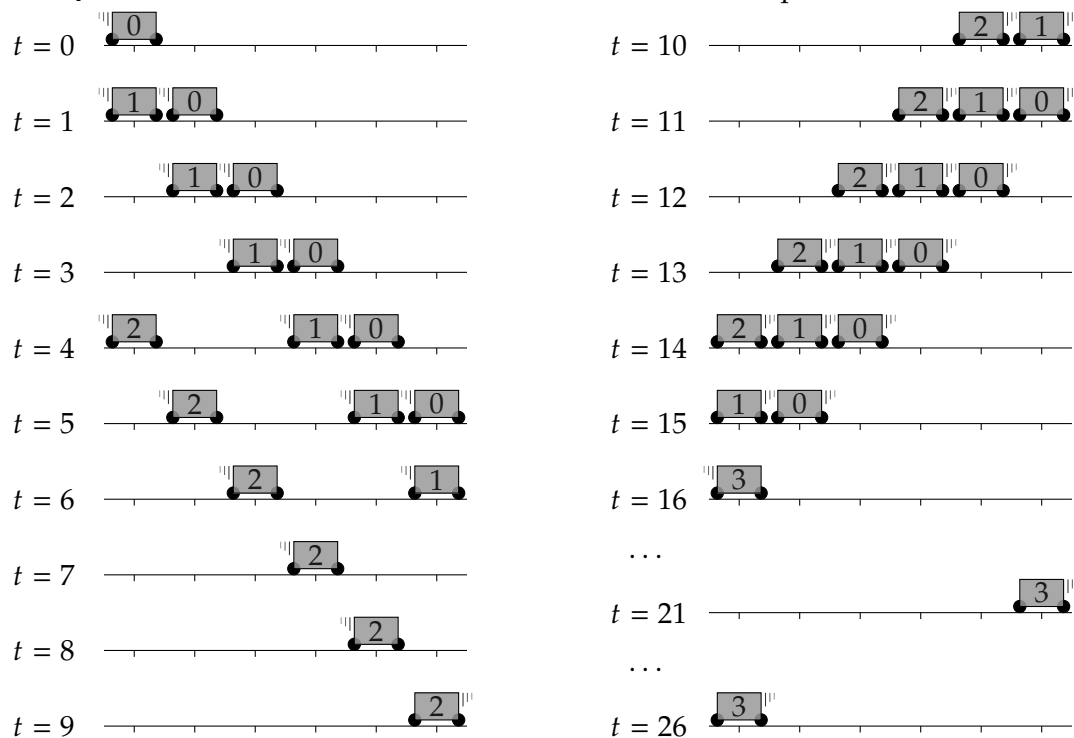 t = 0 0
t = 1 1 0
t = 2 1 0
t = 3 1 0
t = 4 2 1 0
t = 5 2 1 0
t = 6 2 1
t = 7 2
t = 8 2
t = 9 2
t = 10 2 1
t = 11 2 1 0
t = 12 2 1 0
t = 13 2 1 0
t = 14 2 1 0
t = 15 1 0
t = 16 3
...
t = 21 3
...
t = 26 3